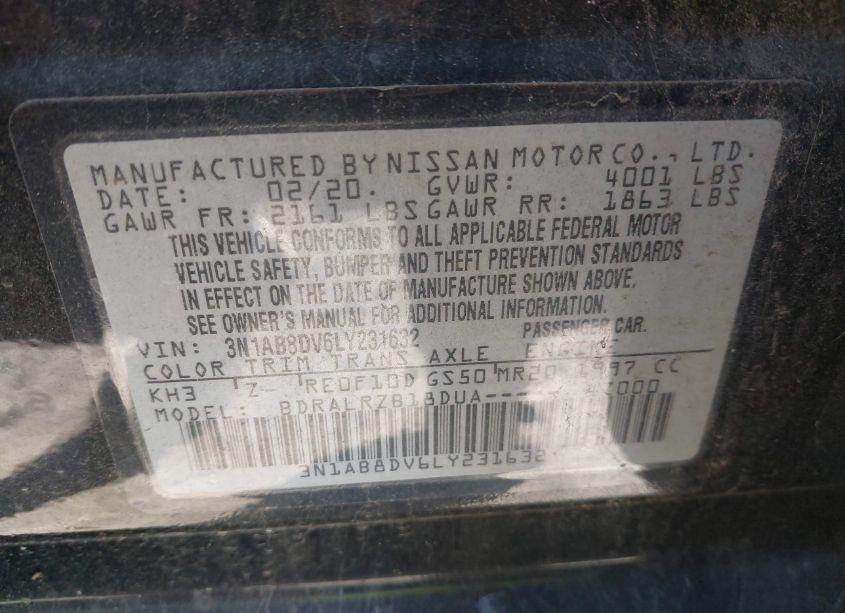 MANUFACTURED BY NISSAN MOTOR CO., LTD.
DATE: 02/20. GVWR: 4001 LBS
GAWR FR: 2161 LBS GAWR RR: 1863 LBS
THIS VEHICLE CONFORMS TO ALL APPLICABLE FEDERAL MOTOR
VEHICLE SAFETY, BUMPER AND THEFT PREVENTION STANDARDS
IN EFFECT ON THE DATE OF MANUFACTURE SHOWN ABOVE.
SEE OWNER'S MANUAL FOR ADDITIONAL INFORMATION.
VIN: 3N1AB8DV6LY231632 PASSENGER CAR.
COLOR TRIM TRANS AXLE ENGINE
KH3 Z RE0F10D GS50 MR20 1997 CC
MODEL: BDRALRZB18DUA---
3N1AB8DV6LY231632